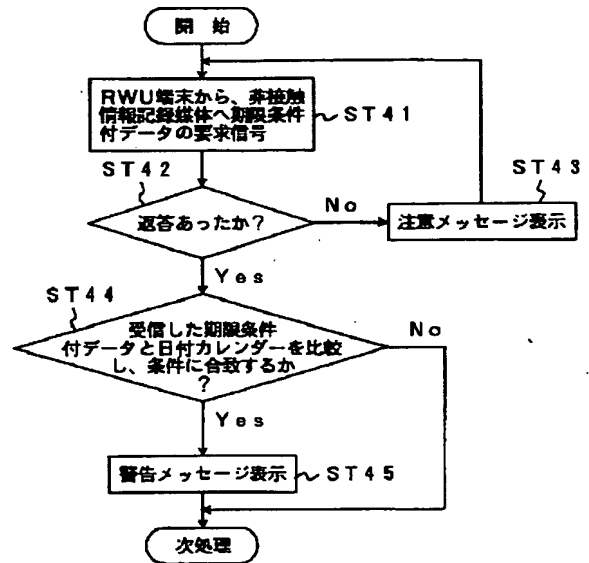 開 始
RWU端末から、非接触
情報記録媒体へ期限条件
付データの要求信号
ST41
ST42
返答あったか?
No
ST43
注意メッセージ表示
Yes
ST44
受信した期限条件
付データと日付カレンダーを比較
し、条件に合致するか
?
No
Yes
警告メッセージ表示
ST45
次処理